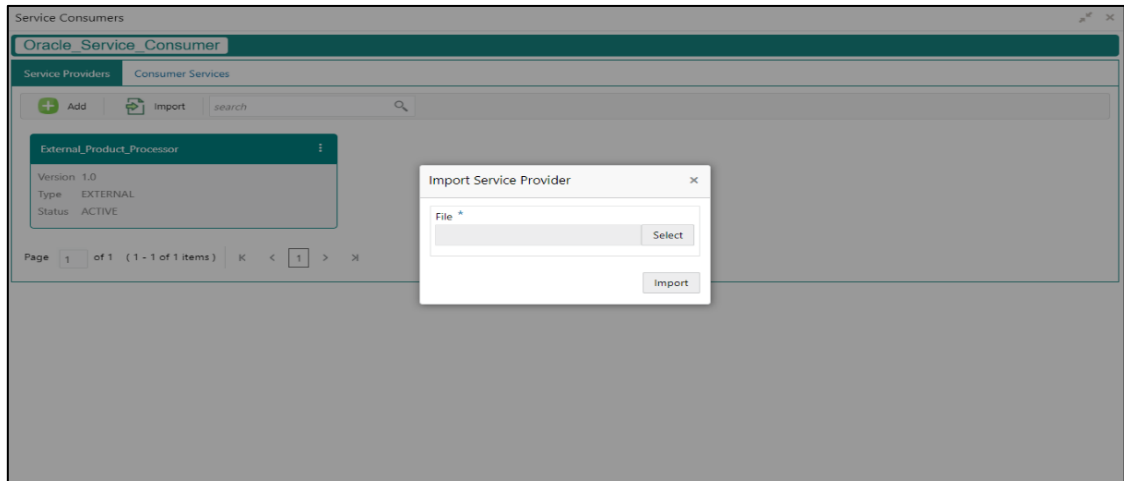 Service Consumers
Oracle_Service_Consumer
Service Providers Consumer Services
Add Import search
External_Product_Processor
Version 1.0
Type EXTERNAL
Status ACTIVE
Page 1 of 1 (1 - 1 of 1 items) K < 1 > >|
Import Service Provider
File *
Select
Import